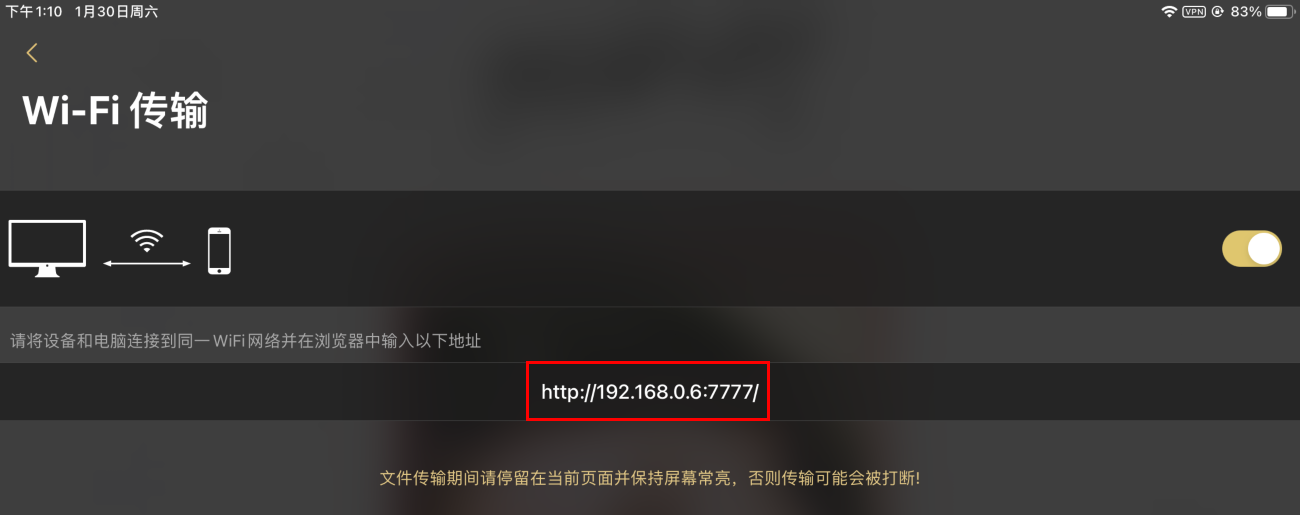 下午1:10 1月30日周六 VPN 83%
Wi-Fi 传输
请将设备和电脑连接到同一WiFi网络并在浏览器中输入以下地址
http://192.168.0.6:7777/
文件传输期间请停留在当前页面并保持屏幕常亮，否则传输可能会被打断!